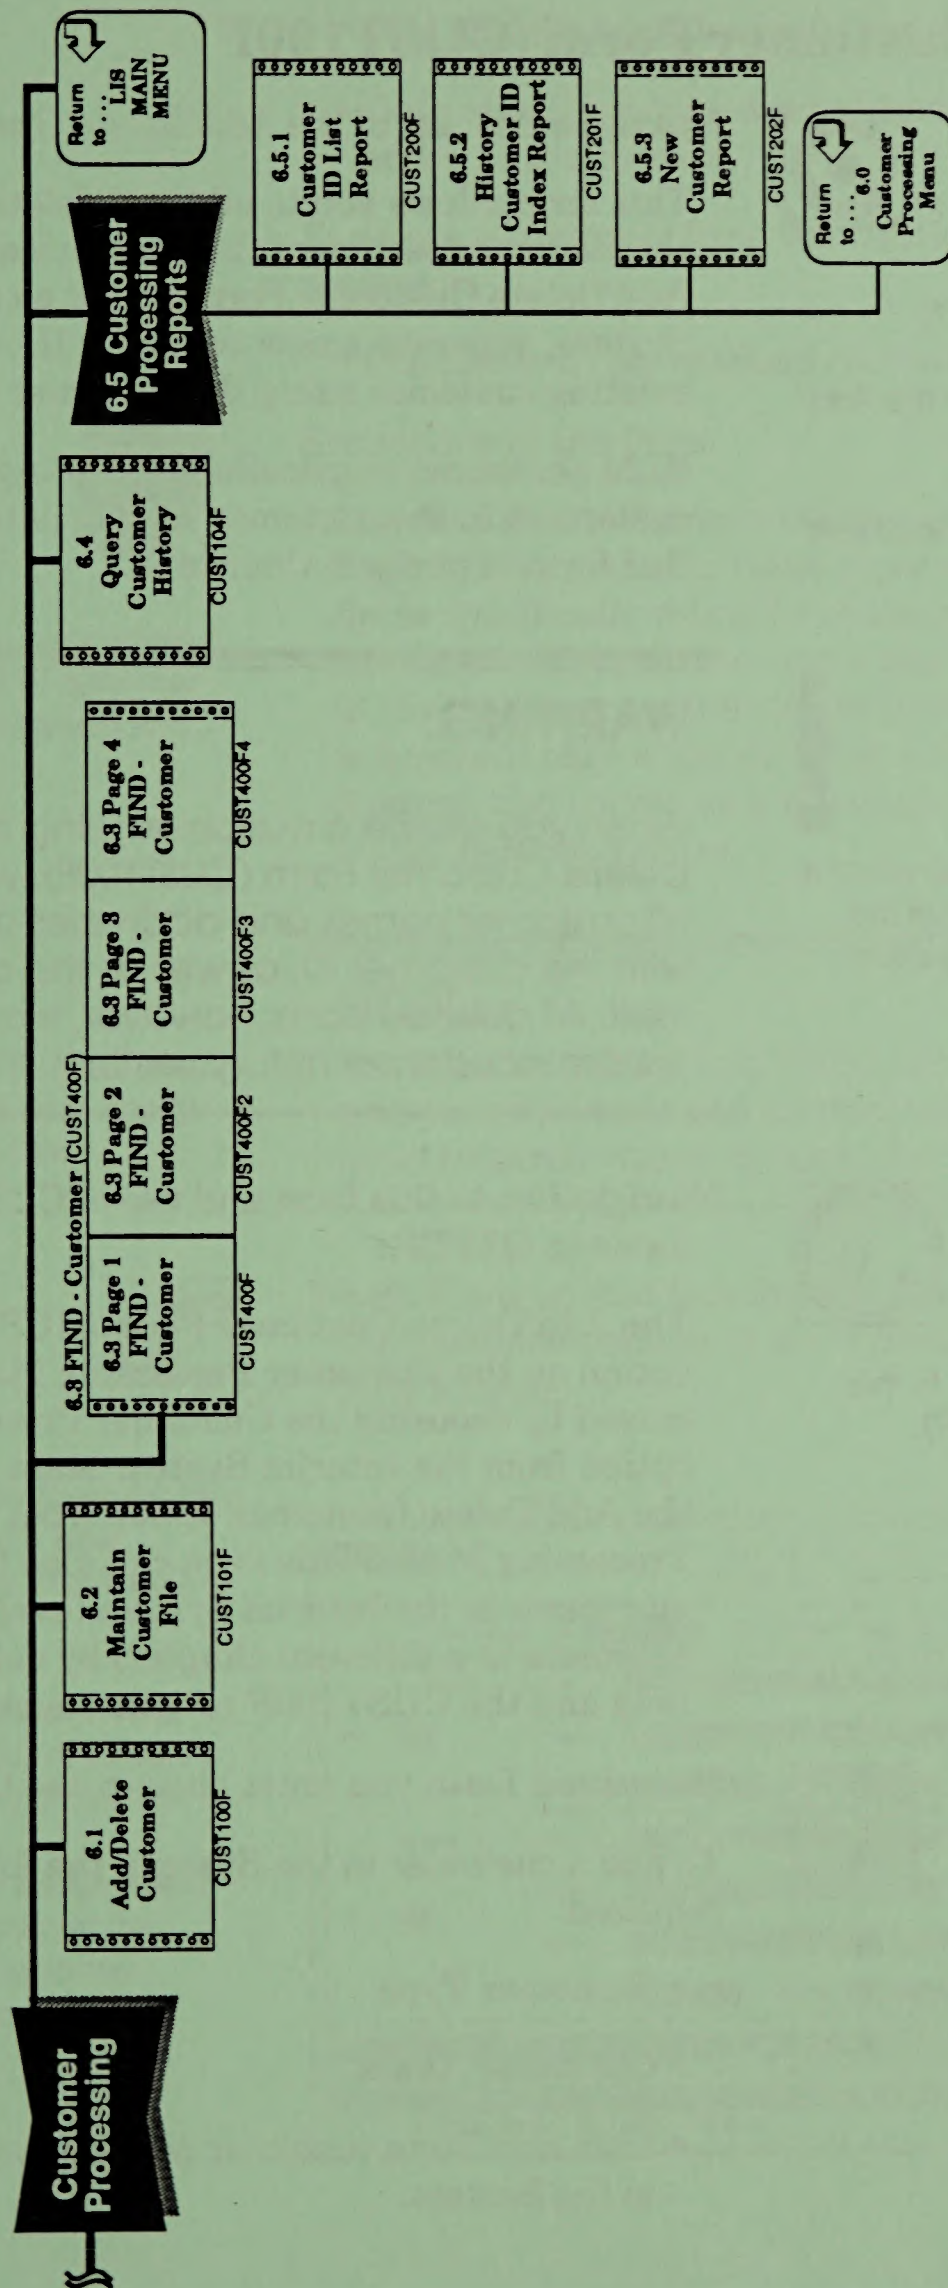 Customer
Processing
6.1
Add/Delete
Customer
CUST100F
6.2
Maintain
Customer
File
CUST101F
6.3 FIND - Customer (CUST400F)
6.3 Page 1
FIND -
Customer
CUST400F
6.3 Page 2
FIND -
Customer
CUST400F2
6.3 Page 3
FIND -
Customer
CUST400F3
6.3 Page 4
FIND -
Customer
CUST400F4
6.4
Query
Customer
History
CUST104F
6.5 Customer
Processing
Reports
6.5.1
Customer
ID List
Report
CUST200F
6.5.2
History
Customer ID
Index Report
CUST201F
6.5.3
New
Customer
Report
CUST202F
Return
to ... 6.0
Customer
Processing
Menu
Return
to ...
LIS
MAIN
MENU